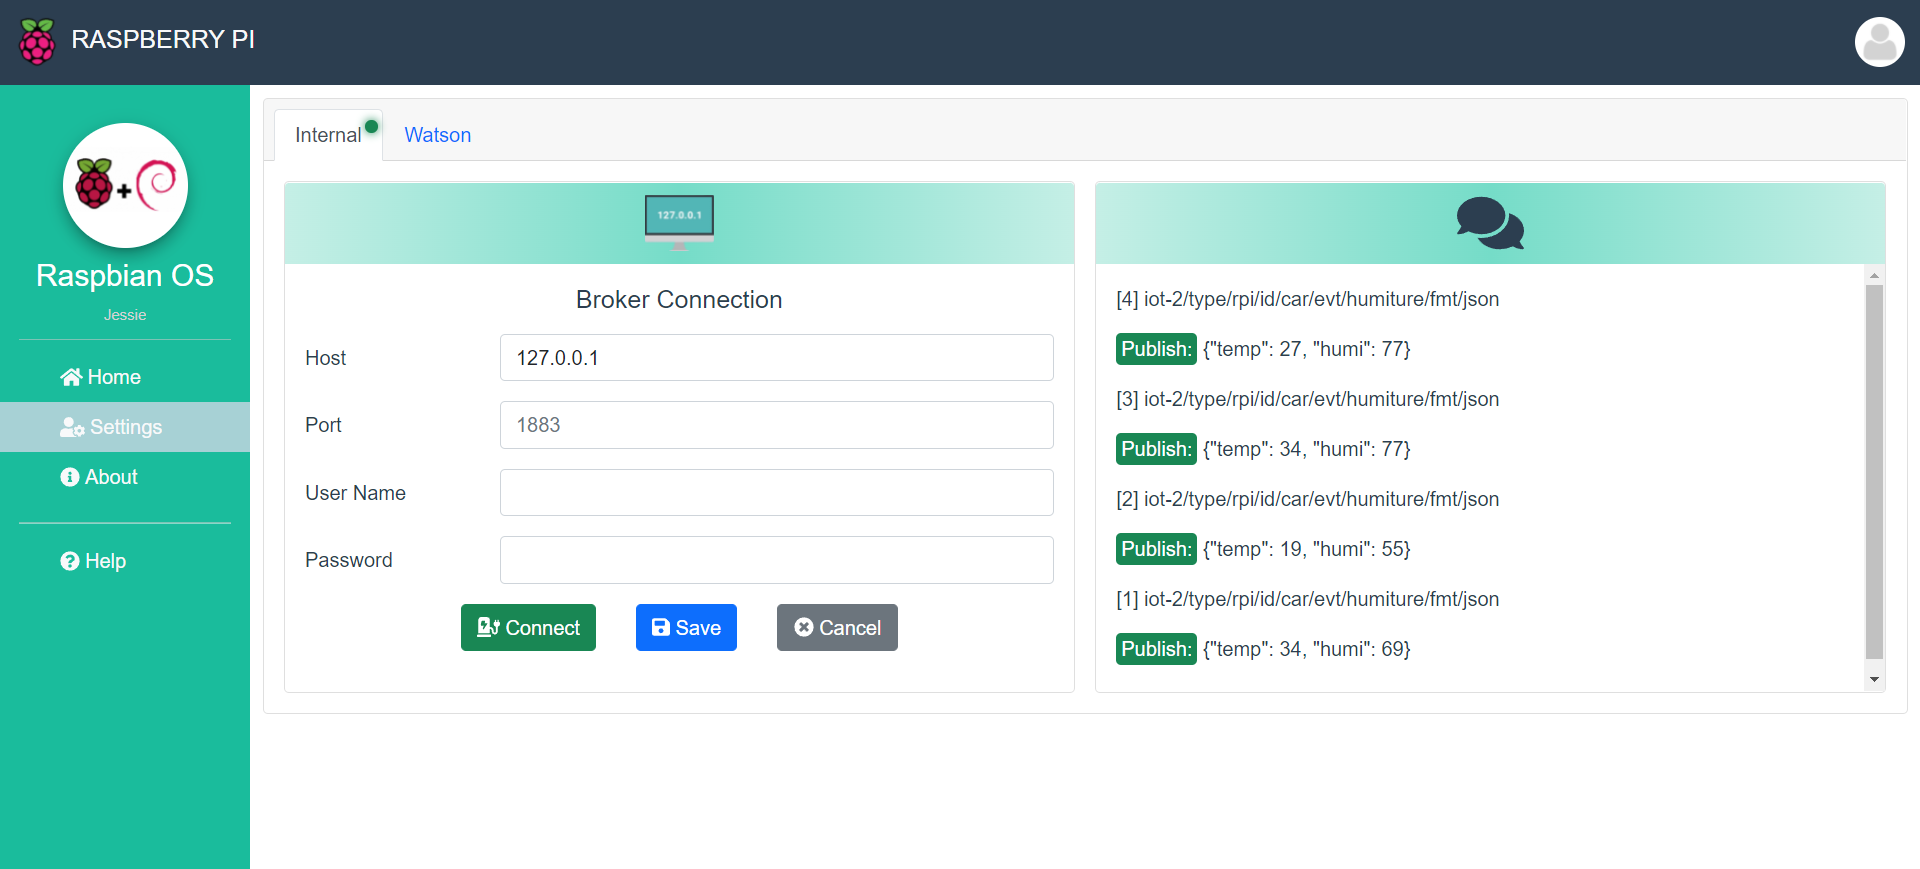 RASPBERRY PI
Raspbian OS
Jessie
Home
Settings
About
Help
Internal
Watson
127.0.0.1
Broker Connection
Host
127.0.0.1
Port
1883
User Name
Password
Connect
Save
Cancel
[4] iot-2/type/rpi/id/car/evt/humiture/fmt/json
Publish: {"temp": 27, "humi": 77}
[3] iot-2/type/rpi/id/car/evt/humiture/fmt/json
Publish: {"temp": 34, "humi": 77}
[2] iot-2/type/rpi/id/car/evt/humiture/fmt/json
Publish: {"temp": 19, "humi": 55}
[1] iot-2/type/rpi/id/car/evt/humiture/fmt/json
Publish: {"temp": 34, "humi": 69}